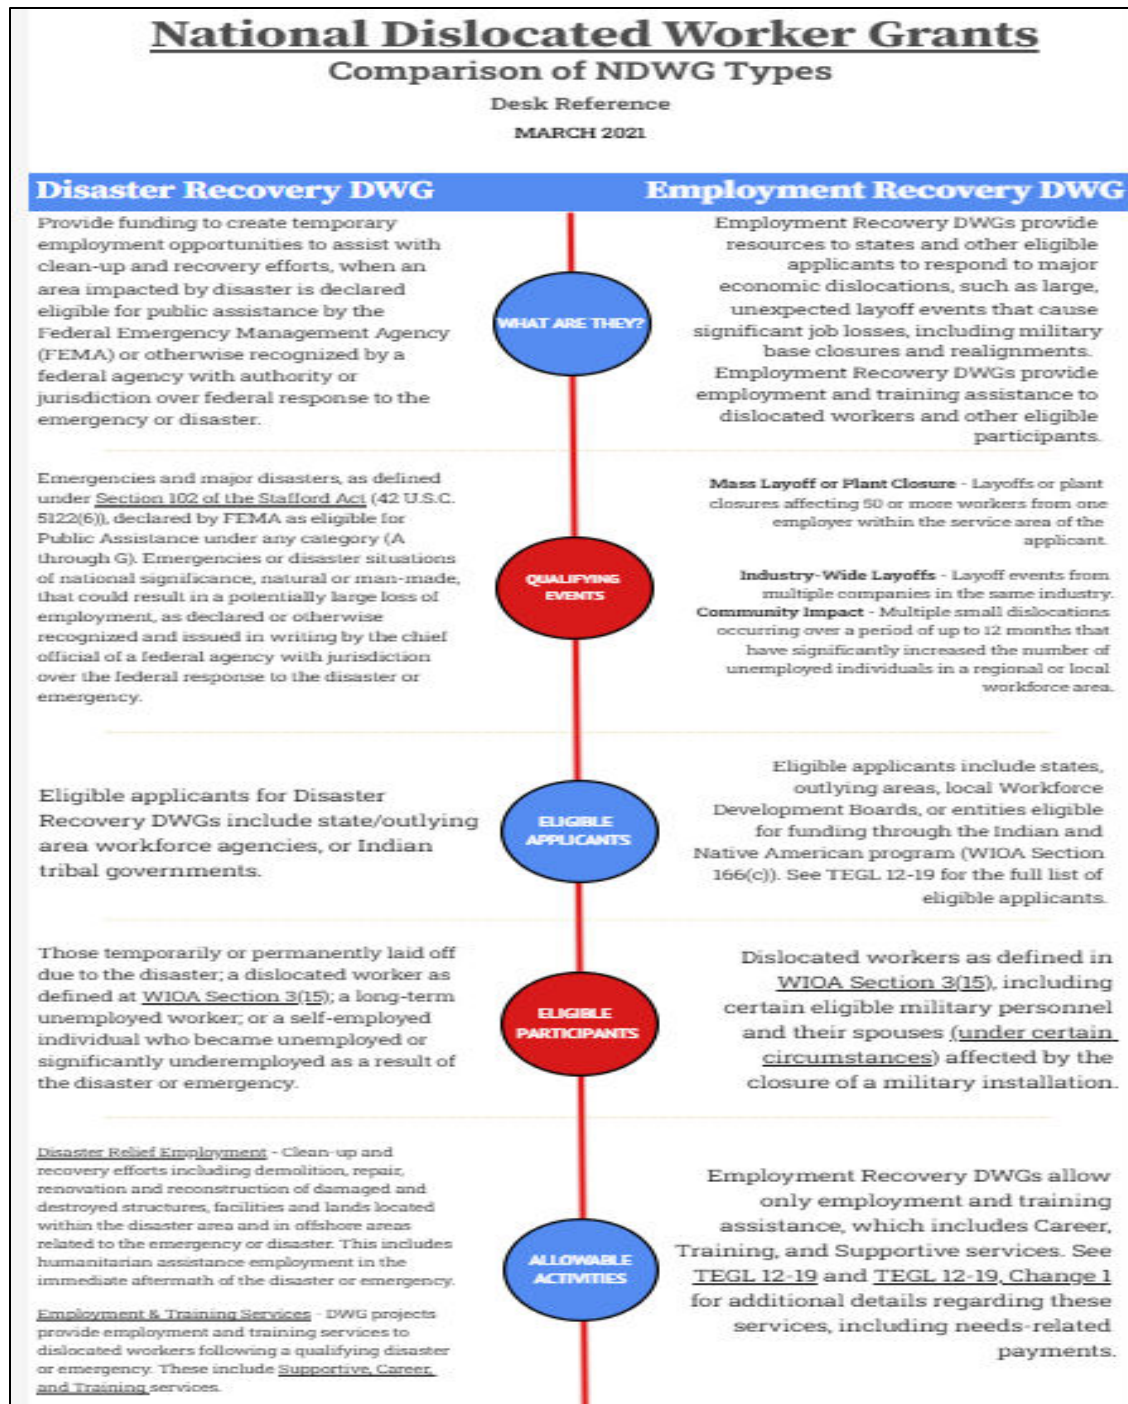 National Dislocated Worker Grants
Comparison of NDWG Types
Desk Reference
MARCH 2021
Disaster Recovery DWG
Employment Recovery DWG
Provide funding to create temporary
employment opportunities to assist with
clean-up and recovery efforts, when an
area impacted by disaster is declared
eligible for public assistance by the
Federal Emergency Management Agency
(FEMA) or otherwise recognized by a
federal agency with authority or
jurisdiction over federal response to the
emergency or disaster.
WHAT ARE THEY?
Employment Recovery DWGs provide
resources to states and other eligible
applicants to respond to major
economic dislocations, such as large,
unexpected layoff events that cause
significant job losses, including military
base closures and realignments.
Employment Recovery DWGs provide
employment and training assistance to
dislocated workers and other eligible
participants.
Emergencies and major disasters, as defined
under Section 102 of the Stafford Act (42 U.S.C.
5122(6)), declared by FEMA as eligible for
Public Assistance under any category (A
through G). Emergencies or disaster situations
of national significance, natural or man-made,
that could result in a potentially large loss of
employment, as declared or otherwise
recognized and issued in writing by the chief
official of a federal agency with jurisdiction
over the federal response to the disaster or
emergency.
QUALIFYING
EVENTS
Mass Layoff or Plant Closure - Layoffs or plant
closures affecting 50 or more workers from one
employer within the service area of the
applicant.
Industry-Wide Layoffs - Layoff events from
multiple companies in the same industry.
Community Impact - Multiple small dislocations
occurring over a period of up to 12 months that
have significantly increased the number of
unemployed individuals in a regional or local
workforce area.
Eligible applicants for Disaster
Recovery DWGs include state/outlying
area workforce agencies, or Indian
tribal governments.
ELIGIBLE
APPLICANTS
Eligible applicants include states,
outlying areas, local Workforce
Development Boards, or entities eligible
for funding through the Indian and
Native American program (WIOA Section
166(c)). See TEGL 12-19 for the full list of
eligible applicants.
Those temporarily or permanently laid off
due to the disaster; a dislocated worker as
defined at WIOA Section 3(15); a long-term
unemployed worker; or a self-employed
individual who became unemployed or
significantly underemployed as a result of
the disaster or emergency.
ELIGIBLE
PARTICIPANTS
Dislocated workers as defined in
WIOA Section 3(15), including
certain eligible military personnel
and their spouses (under certain
circumstances) affected by the
closure of a military installation.
Disaster Relief Employment - Clean-up and
recovery efforts including demolition, repair,
renovation and reconstruction of damaged and
destroyed structures, facilities and lands located
within the disaster area and in offshore areas
related to the emergency or disaster. This includes
humanitarian assistance employment in the
immediate aftermath of the disaster or emergency.
Employment & Training Services - DWG projects
provide employment and training services to
dislocated workers following a qualifying disaster
or emergency. These include Supportive, Career,
and Training services.
ALLOWABLE
ACTIVITIES
Employment Recovery DWGs allow
only employment and training
assistance, which includes Career,
Training, and Supportive services. See
TEGL 12-19 and TEGL 12-19, Change 1
for additional details regarding these
services, including needs-related
payments.